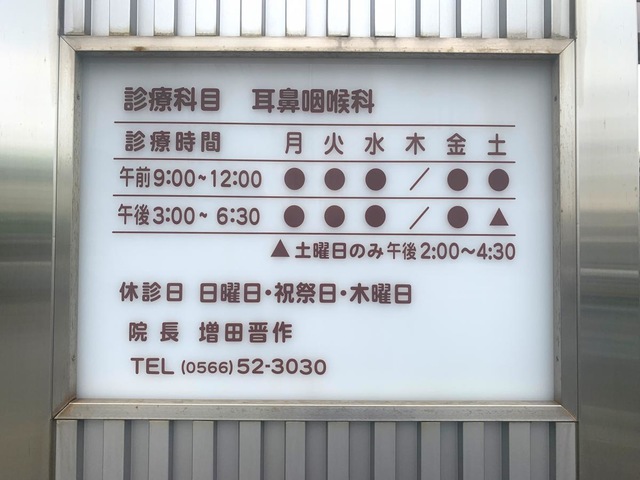 診療科目 耳鼻咽喉科
診療時間 月 火 水 木 金 土
午前 9:00~12:00 ● ● ● ／ ● ●
午後 3:00~ 6:30 ● ● ● ／ ● ▲
▲土曜日のみ午後2:00〜4:30
休診日 日曜日・祝祭日・木曜日
院長 増田晋作
TEL (0566) 52-3030